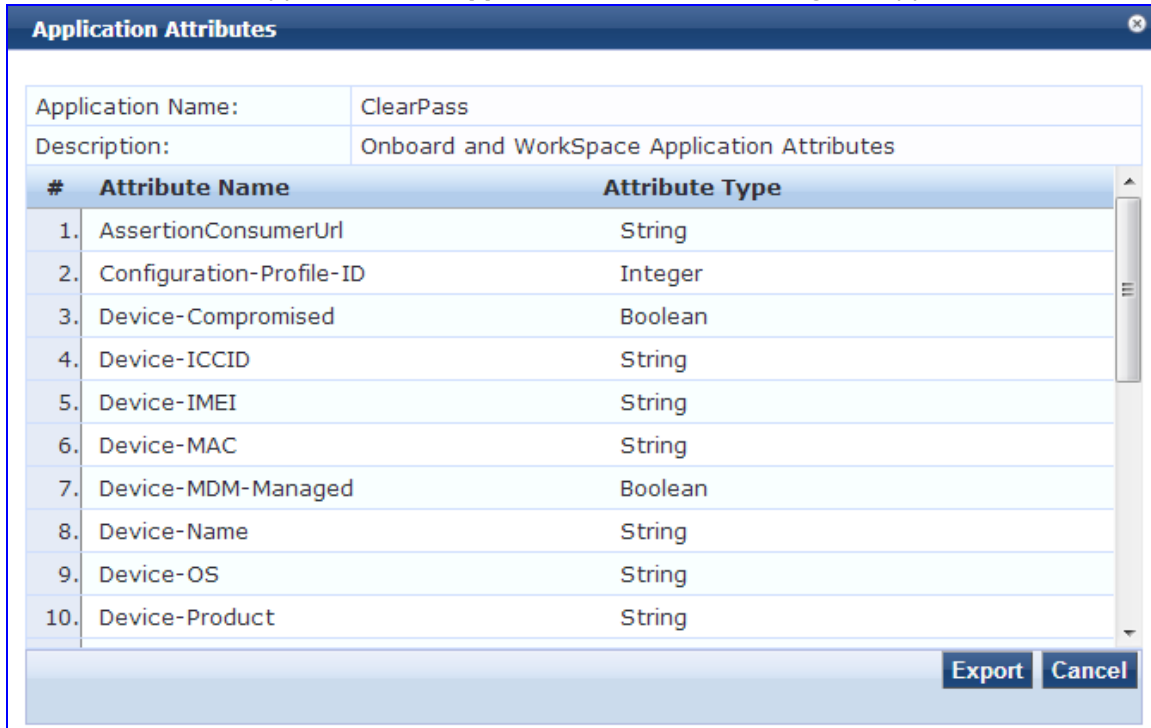 Application Attributes
Application Name: ClearPass
Description: Onboard and WorkSpace Application Attributes
# Attribute Name Attribute Type
1. AssertionConsumerUrl String
2. Configuration-Profile-ID Integer
3. Device-Compromised Boolean
4. Device-ICCID String
5. Device-IMEI String
6. Device-MAC String
7. Device-MDM-Managed Boolean
8. Device-Name String
9. Device-OS String
10. Device-Product String
Export Cancel